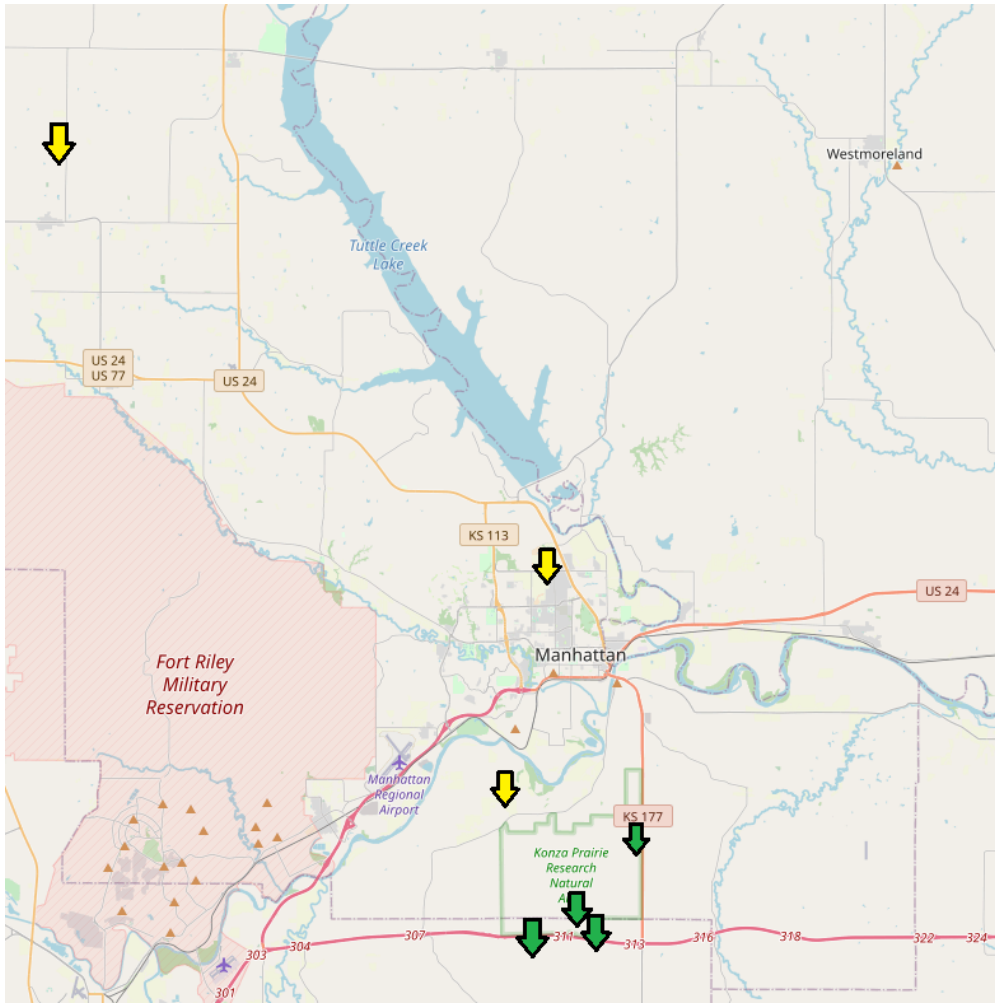 Westmoreland
Tuttle Creek
Lake
US 24
US 77
US 24
KS 113
US 24
Manhattan
Fort Riley
Military
Reservation
Manhattan
Regional
Airport
KS 177
Konza Prairie
Research
Natural
301
303
304
307
313
316
318
322
324